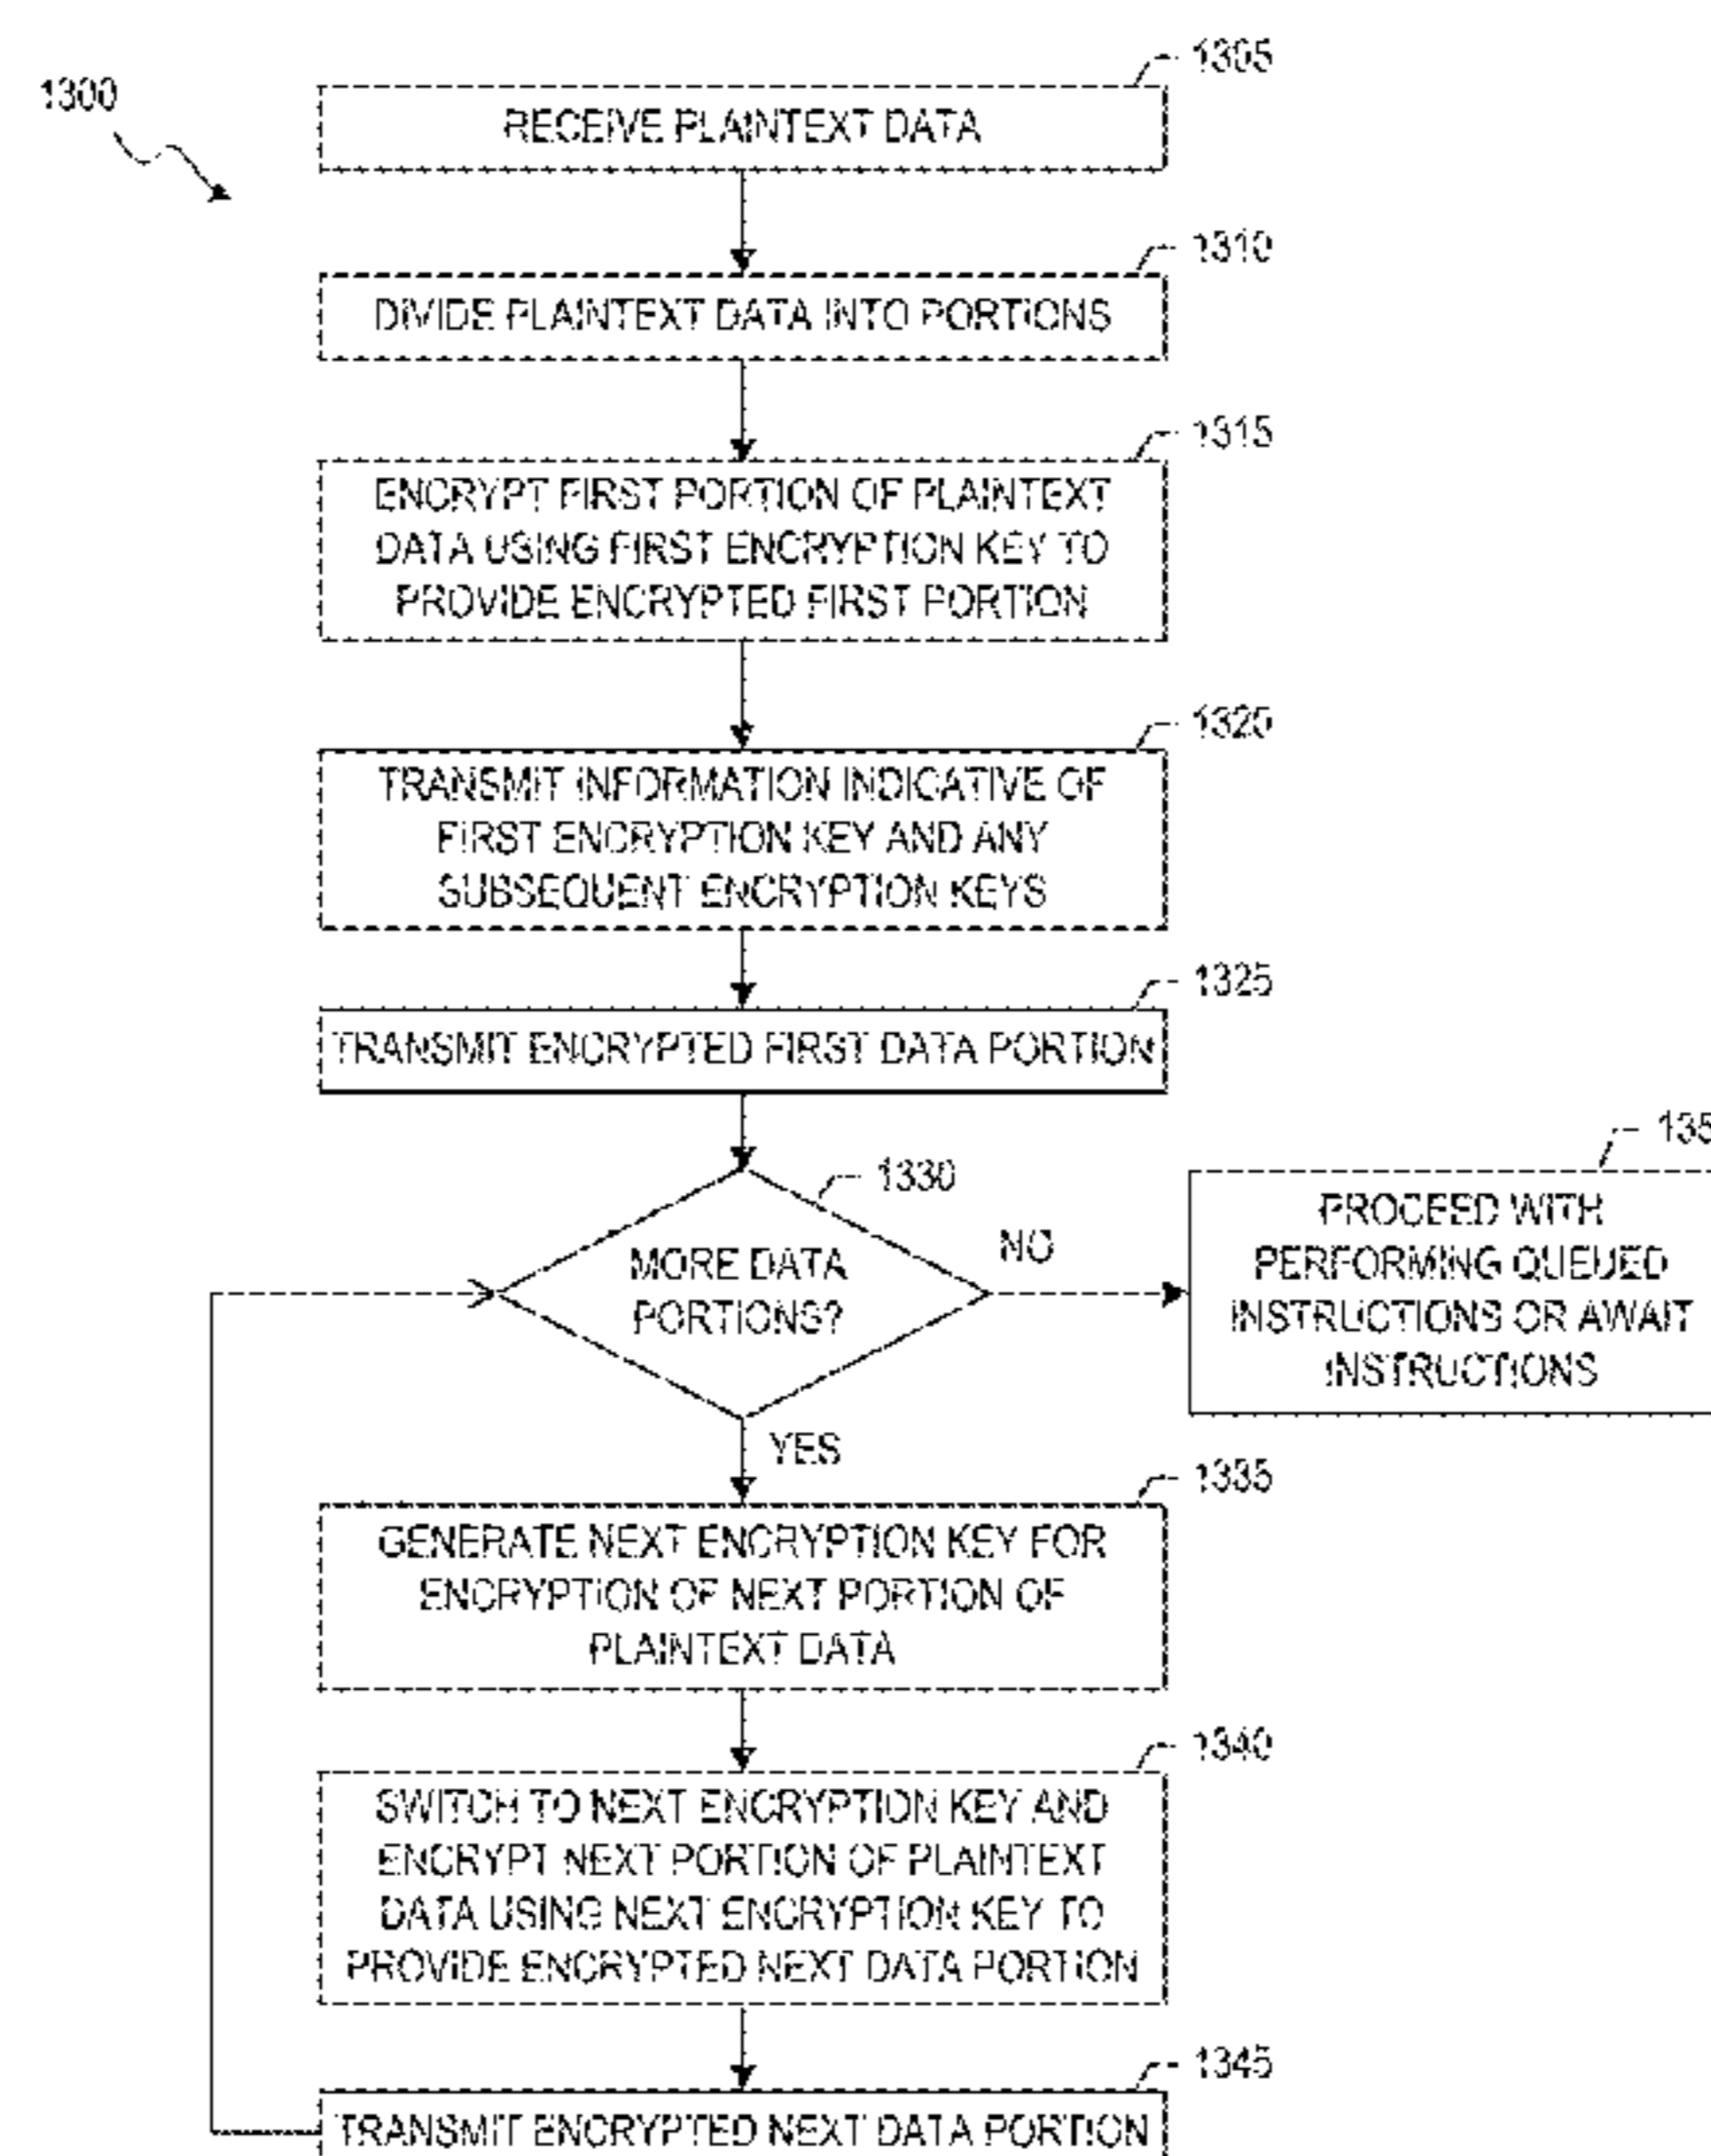 1300
1305
RECEIVE PLAINTEXT DATA
1310
DIVIDE PLAINTEXT DATA INTO PORTIONS
1315
ENCRYPT FIRST PORTION OF PLAINTEXT
DATA USING FIRST ENCRYPTION KEY TO
PROVIDE ENCRYPTED FIRST PORTION
1320
TRANSMIT INFORMATION INDICATIVE OF
FIRST ENCRYPTION KEY AND ANY
SUBSEQUENT ENCRYPTION KEYS
1325
TRANSMIT ENCRYPTED FIRST DATA PORTION
1330
MORE DATA
PORTIONS?
NO
135
PROCEED WITH
PERFORMING QUEUED
INSTRUCTIONS OR AWAIT
INSTRUCTIONS
YES
1335
GENERATE NEXT ENCRYPTION KEY FOR
ENCRYPTION OF NEXT PORTION OF
PLAINTEXT DATA
1340
SWITCH TO NEXT ENCRYPTION KEY AND
ENCRYPT NEXT PORTION OF PLAINTEXT
DATA USING NEXT ENCRYPTION KEY TO
PROVIDE ENCRYPTED NEXT DATA PORTION
1345
TRANSMIT ENCRYPTED NEXT DATA PORTION